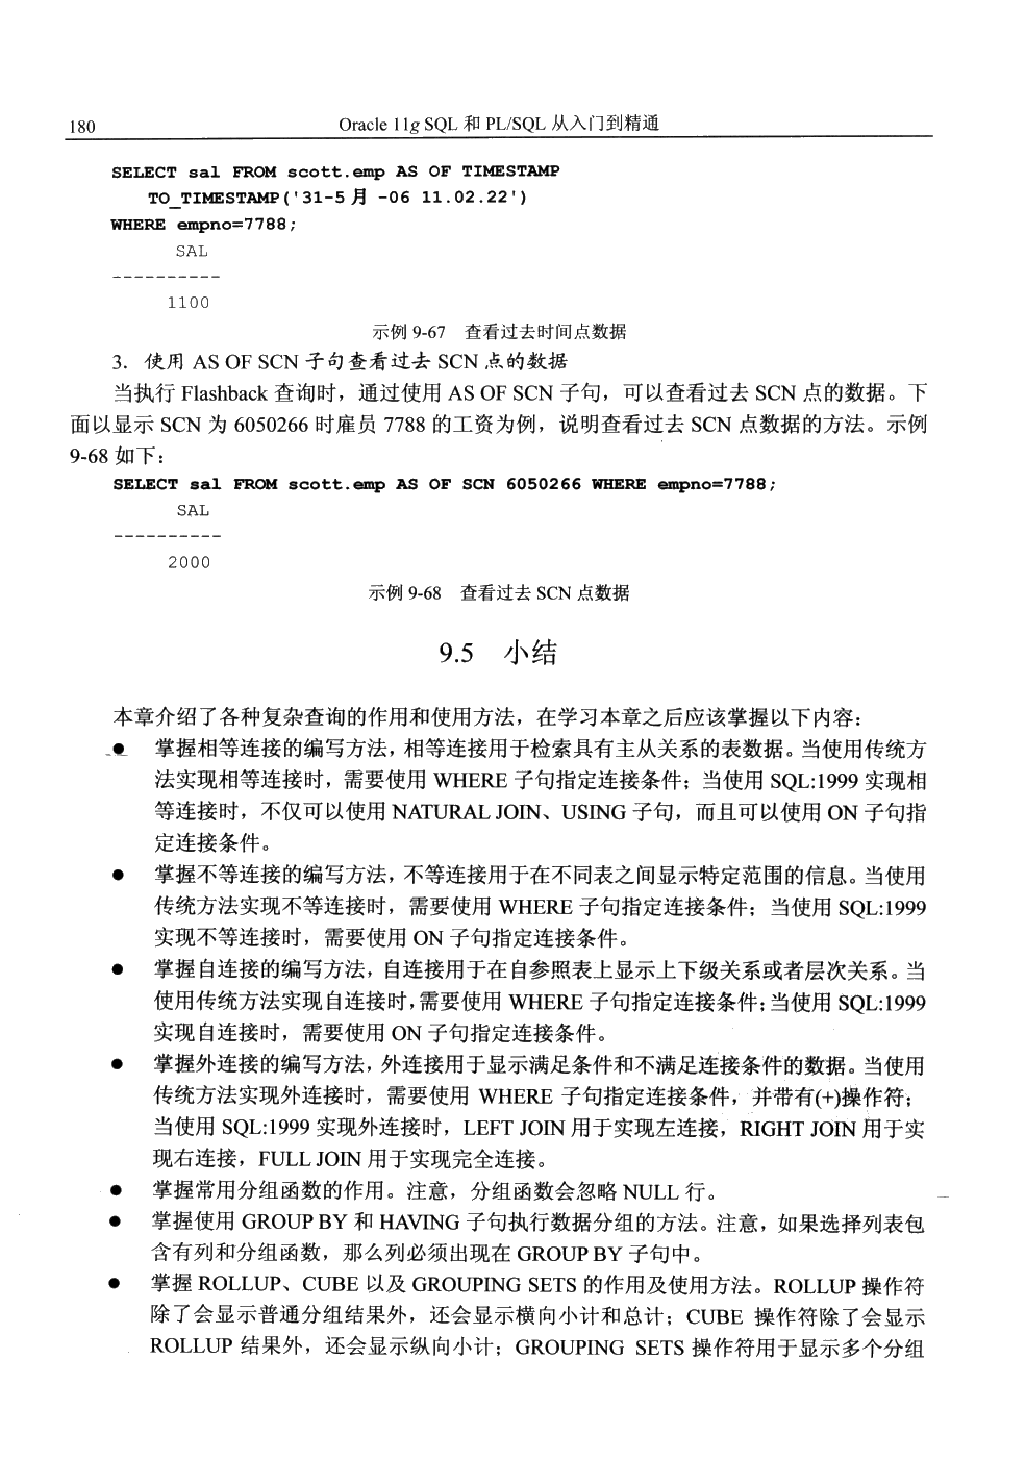 180 Oracle 11g SQL 和 PL/SQL 从入门到精通
SELECT sal FROM scott.emp AS OF TIMESTAMP
TO_TIMESTAMP('31-5月 -06 11.02.22')
WHERE empno=7788;
SAL
----------
1100
示例 9-67 查看过去时间点数据
3. 使用 AS OF SCN 子句查看过去 SCN 点的数据
当执行 Flashback 查询时，通过使用 AS OF SCN 子句，可以查看过去 SCN 点的数据。下
面以显示 SCN 为 6050266 时雇员 7788 的工资为例，说明查看过去 SCN 点数据的方法。示例
9-68 如下：
SELECT sal FROM scott.emp AS OF SCN 6050266 WHERE empno=7788;
SAL
----------
2000
示例 9-68 查看过去 SCN 点数据
9.5 小结
本章介绍了各种复杂查询的作用和使用方法，在学习本章之后应该掌握以下内容：
● 掌握相等连接的编写方法，相等连接用于检索具有主从关系的表数据。当使用传统方
法实现相等连接时，需要使用 WHERE 子句指定连接条件；当使用 SQL:1999 实现相
等连接时，不仅可以使用 NATURAL JOIN、USING 子句，而且可以使用 ON 子句指
定连接条件。
● 掌握不等连接的编写方法，不等连接用于在不同表之间显示特定范围的信息。当使用
传统方法实现不等连接时，需要使用 WHERE 子句指定连接条件；当使用 SQL:1999
实现不等连接时，需要使用 ON 子句指定连接条件。
● 掌握自连接的编写方法，自连接用于在自参照表上显示上下级关系或者层次关系。当
使用传统方法实现自连接时，需要使用 WHERE 子句指定连接条件；当使用 SQL:1999
实现自连接时，需要使用 ON 子句指定连接条件。
● 掌握外连接的编写方法，外连接用于显示满足条件和不满足连接条件的数据。当使用
传统方法实现外连接时，需要使用 WHERE 子句指定连接条件，并带有(+)操作符；
当使用 SQL:1999 实现外连接时，LEFT JOIN 用于实现左连接，RIGHT JOIN 用于实
现右连接，FULL JOIN 用于实现完全连接。
● 掌握常用分组函数的作用。注意，分组函数会忽略 NULL 行。
● 掌握使用 GROUP BY 和 HAVING 子句执行数据分组的方法。注意，如果选择列表包
含有列和分组函数，那么列必须出现在 GROUP BY 子句中。
● 掌握 ROLLUP、CUBE 以及 GROUPING SETS 的作用及使用方法。ROLLUP 操作符
除了会显示普通分组结果外，还会显示横向小计和总计；CUBE 操作符除了会显示
ROLLUP 结果外，还会显示纵向小计；GROUPING SETS 操作符用于显示多个分组